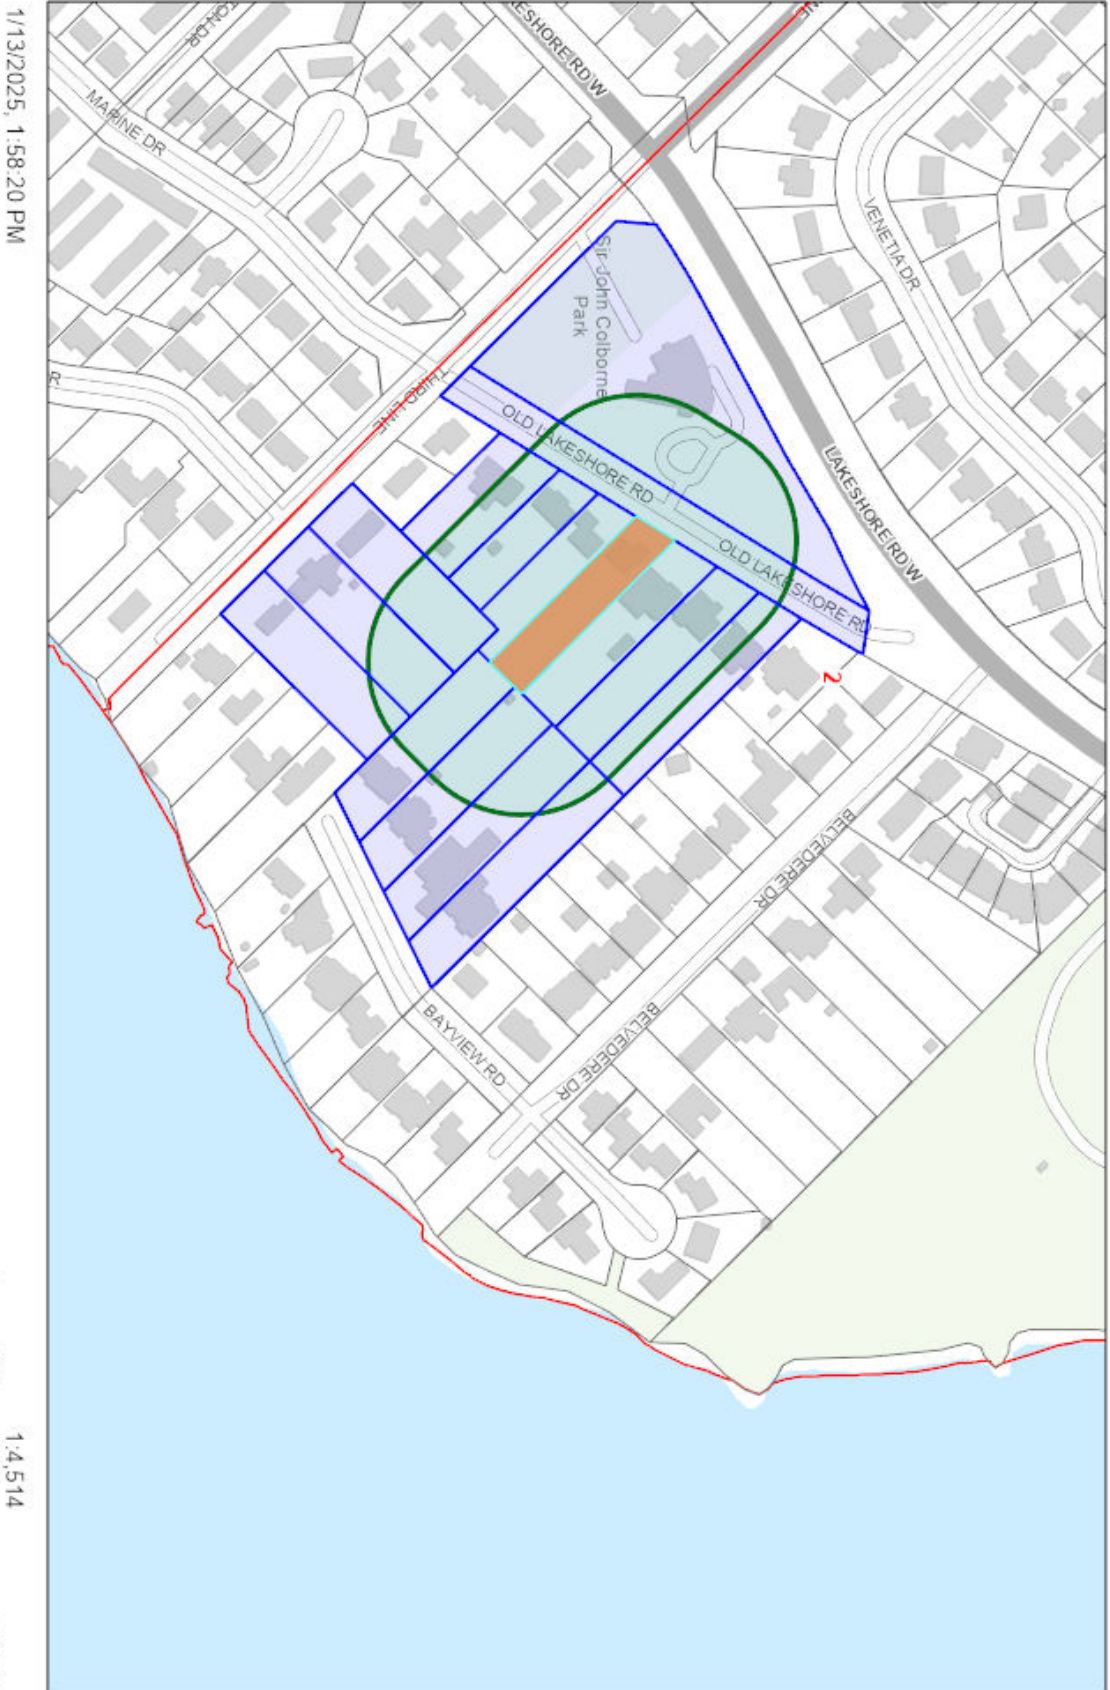 1/13/2025, 1:58:20 PM
1:4,514
LAKESHORE RD W
VENETIA DR
MARINE DR
Sir John Colborne
Park
THIRD LINE
OLD LAKESHORE RD
OLD LAKESHORE RD
LAKESHORE RD W
2
BELVEDERE DR
BELVEDERE DR
BAYVIEW RD